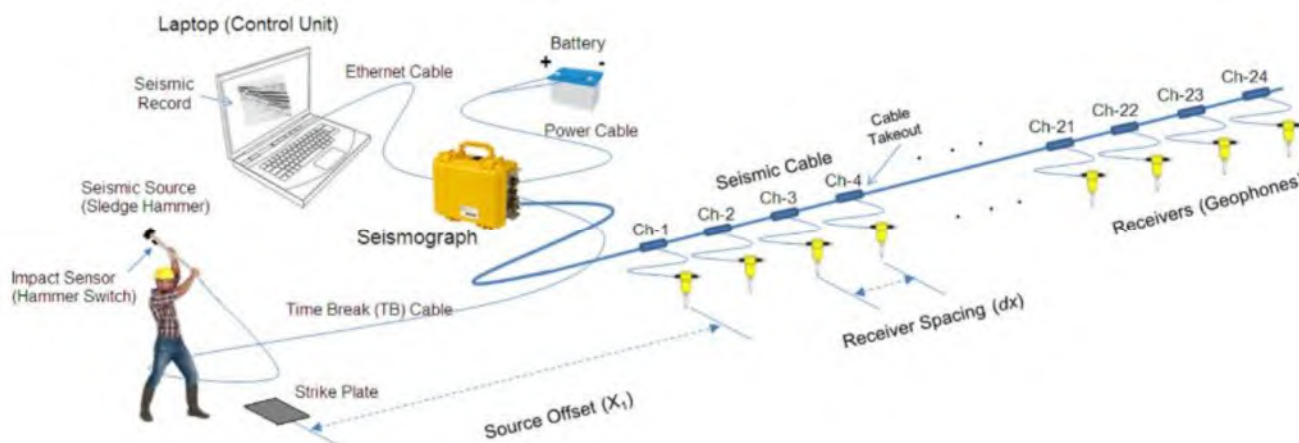 Laptop (Control Unit)
Seismic
Record
Ethernet Cable
Battery
+ -
Power Cable
Seismic Source
(Sledge Hammer)
Impact Sensor
(Hammer Switch)
Seismograph
Time Break (TB) Cable
Strike Plate
Source Offset (X₁)
Seismic Cable
Cable
Takeout
Ch-1
Ch-2
Ch-3
Ch-4
Ch-21
Ch-22
Ch-23
Ch-24
Receivers (Geophones)
Receiver Spacing (dx)